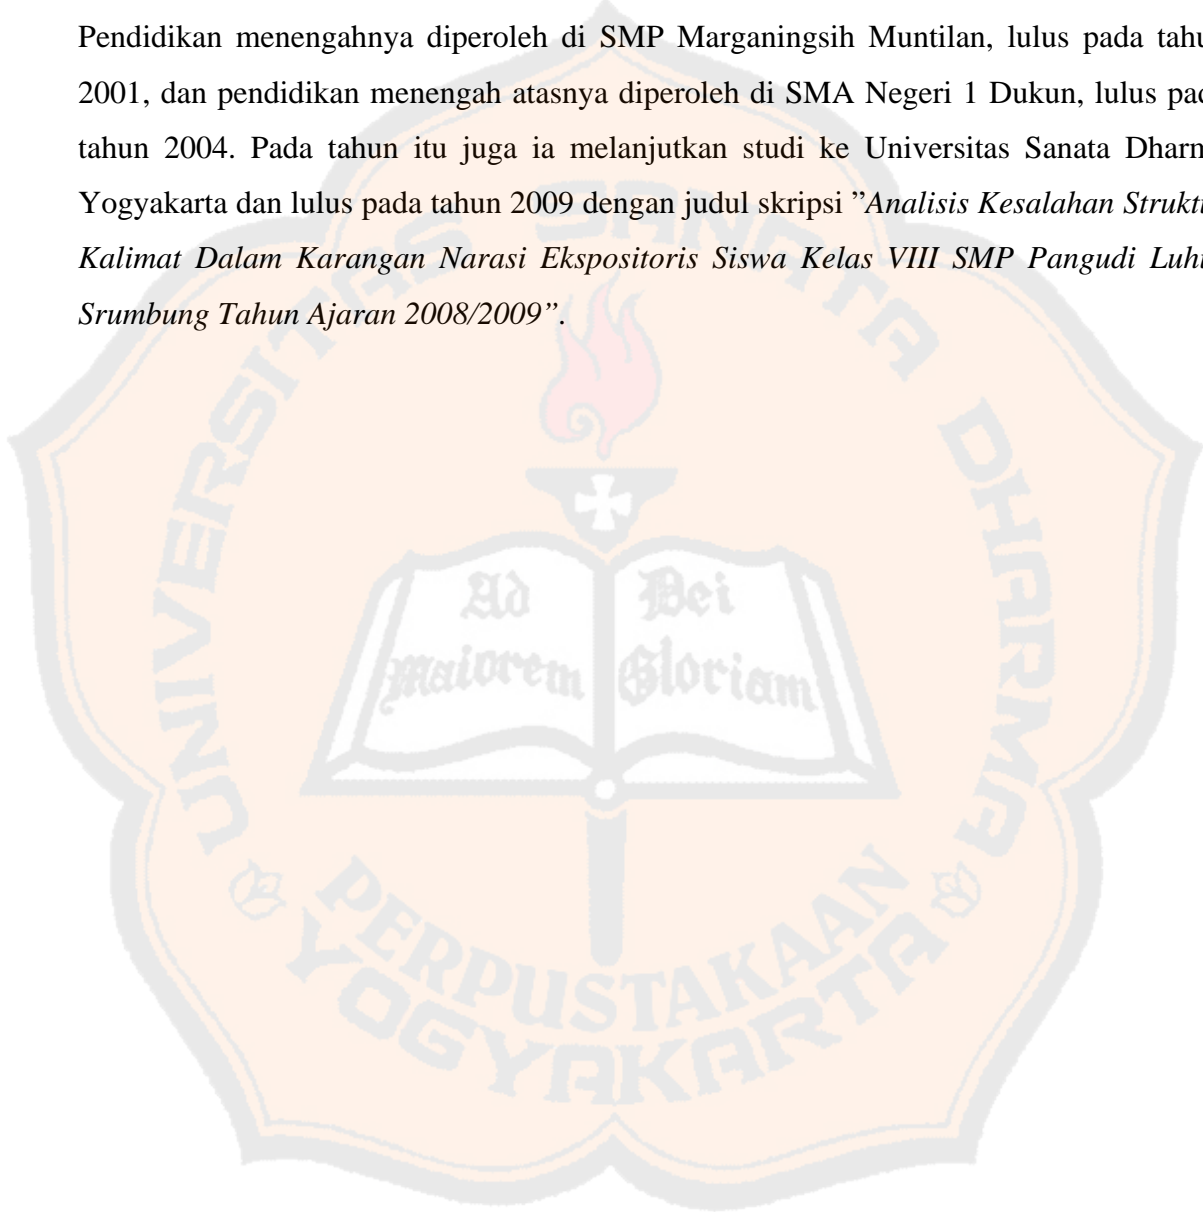 Pendidikan menengahnya diperoleh di SMP Marganingsih Muntilan, lulus pada tahu
2001, dan pendidikan menengah atasnya diperoleh di SMA Negeri 1 Dukun, lulus pad
tahun 2004. Pada tahun itu juga ia melanjutkan studi ke Universitas Sanata Dharm
Yogyakarta dan lulus pada tahun 2009 dengan judul skripsi ”Analisis Kesalahan Strukt
Kalimat Dalam Karangan Narasi Ekspositoris Siswa Kelas VIII SMP Pangudi Luh
Srumbung Tahun Ajaran 2008/2009”.
UNIVERSITAS SANATA DHARMA
Ad Maiorem
Dei Gloriam
PERPUSTAKAAN
YOGYAKARTA